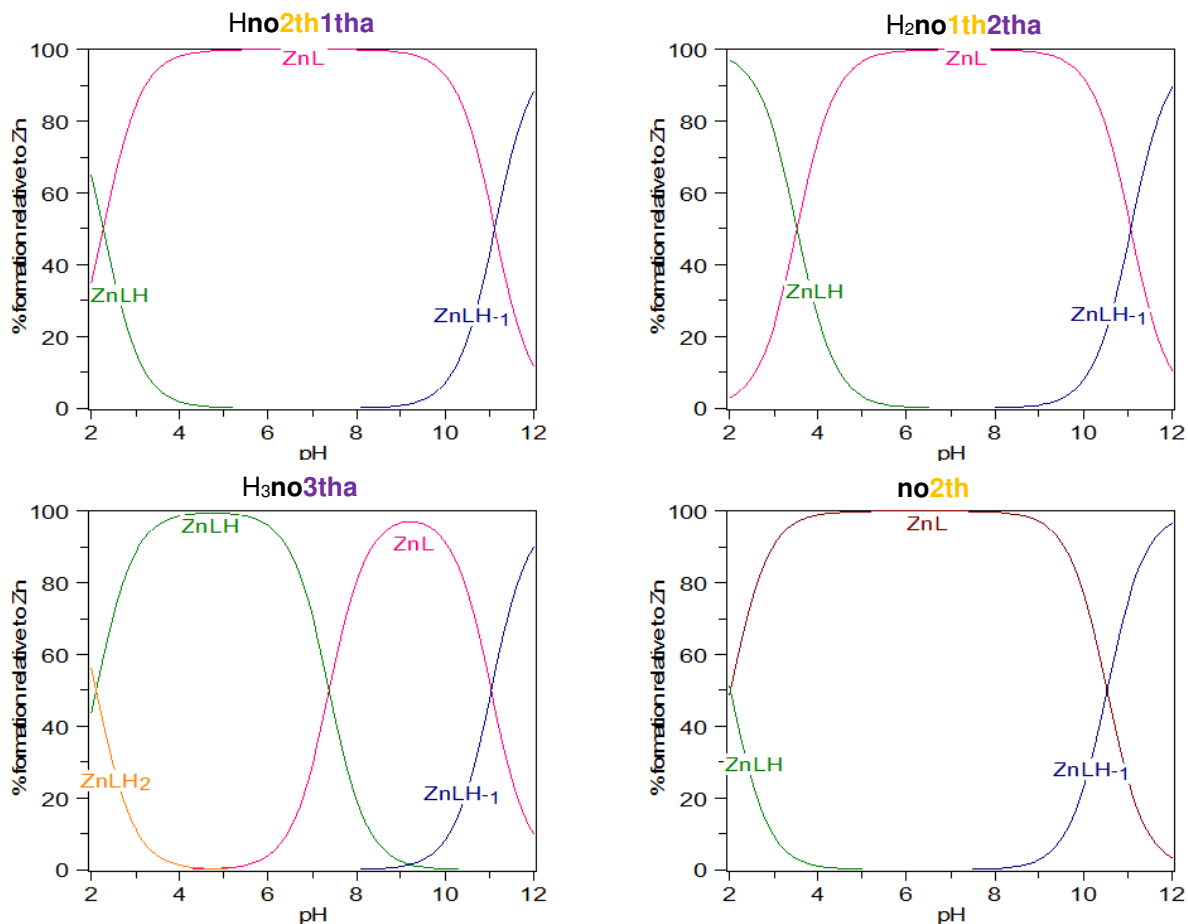 Hno2th1tha
% formation relative to Zn
100
80
60
40
20
0
ZnL
ZnLH
ZnLH-1
2 4 6 8 10 12
pH
H2no1th2tha
% formation relative to Zn
100
80
60
40
20
0
ZnL
ZnLH
ZnLH-1
2 4 6 8 10 12
pH
H3no3tha
% formation relative to Zn
100
80
60
40
20
0
ZnLH
ZnL
ZnLH2
ZnLH-1
2 4 6 8 10 12
pH
no2th
% formation relative to Zn
100
80
60
40
20
0
ZnL
ZnLH
ZnLH-1
2 4 6 8 10 12
pH